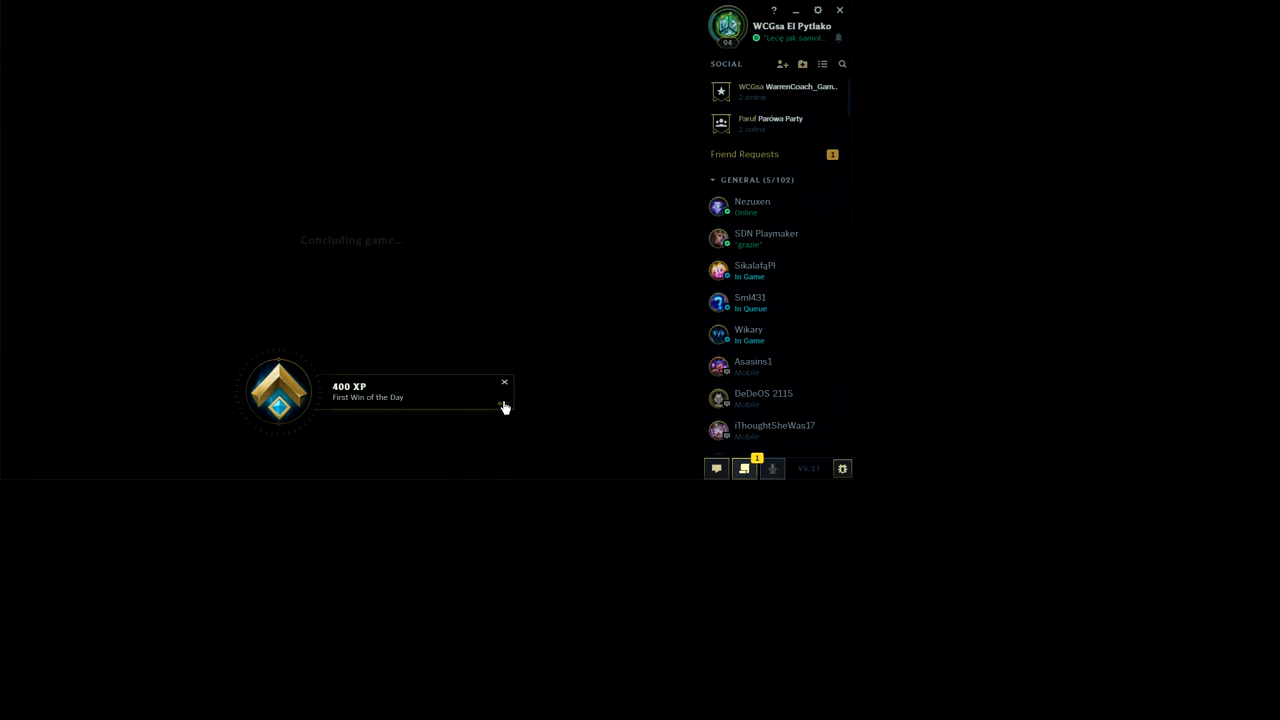 ?
WCGsa El Pytlako
"Lecę jak samol...
94
SOCIAL
WCGsa WarrenCoach_Gam..
2 online
Paruf Parówa Party
1 online
Friend Requests
1
GENERAL (5/102)
Nezuxen
Online
SDN Playmaker
"grazie"
Concluding game...
SikalafąPl
In Game
Sml431
In Queue
Wikary
In Game
Asasins1
Mobile
400 XP
First Win of the Day
DeDeOS 2115
Mobile
iThoughtSheWas17
Mobile
1
V9.21